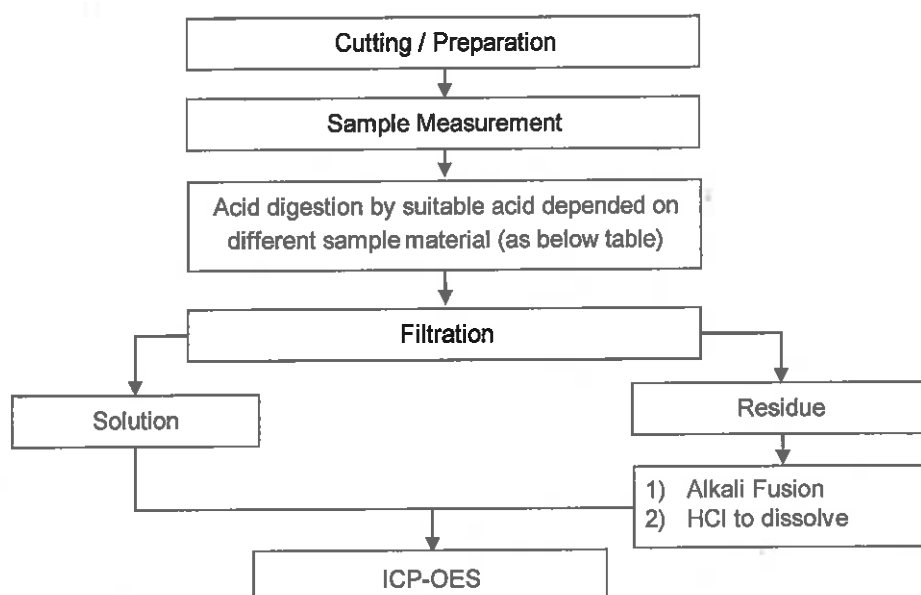 Cutting / Preparation
Sample Measurement
Acid digestion by suitable acid depended on
different sample material (as below table)
Filtration
Solution
Residue
1) Alkali Fusion
2) HCl to dissolve
ICP-OES